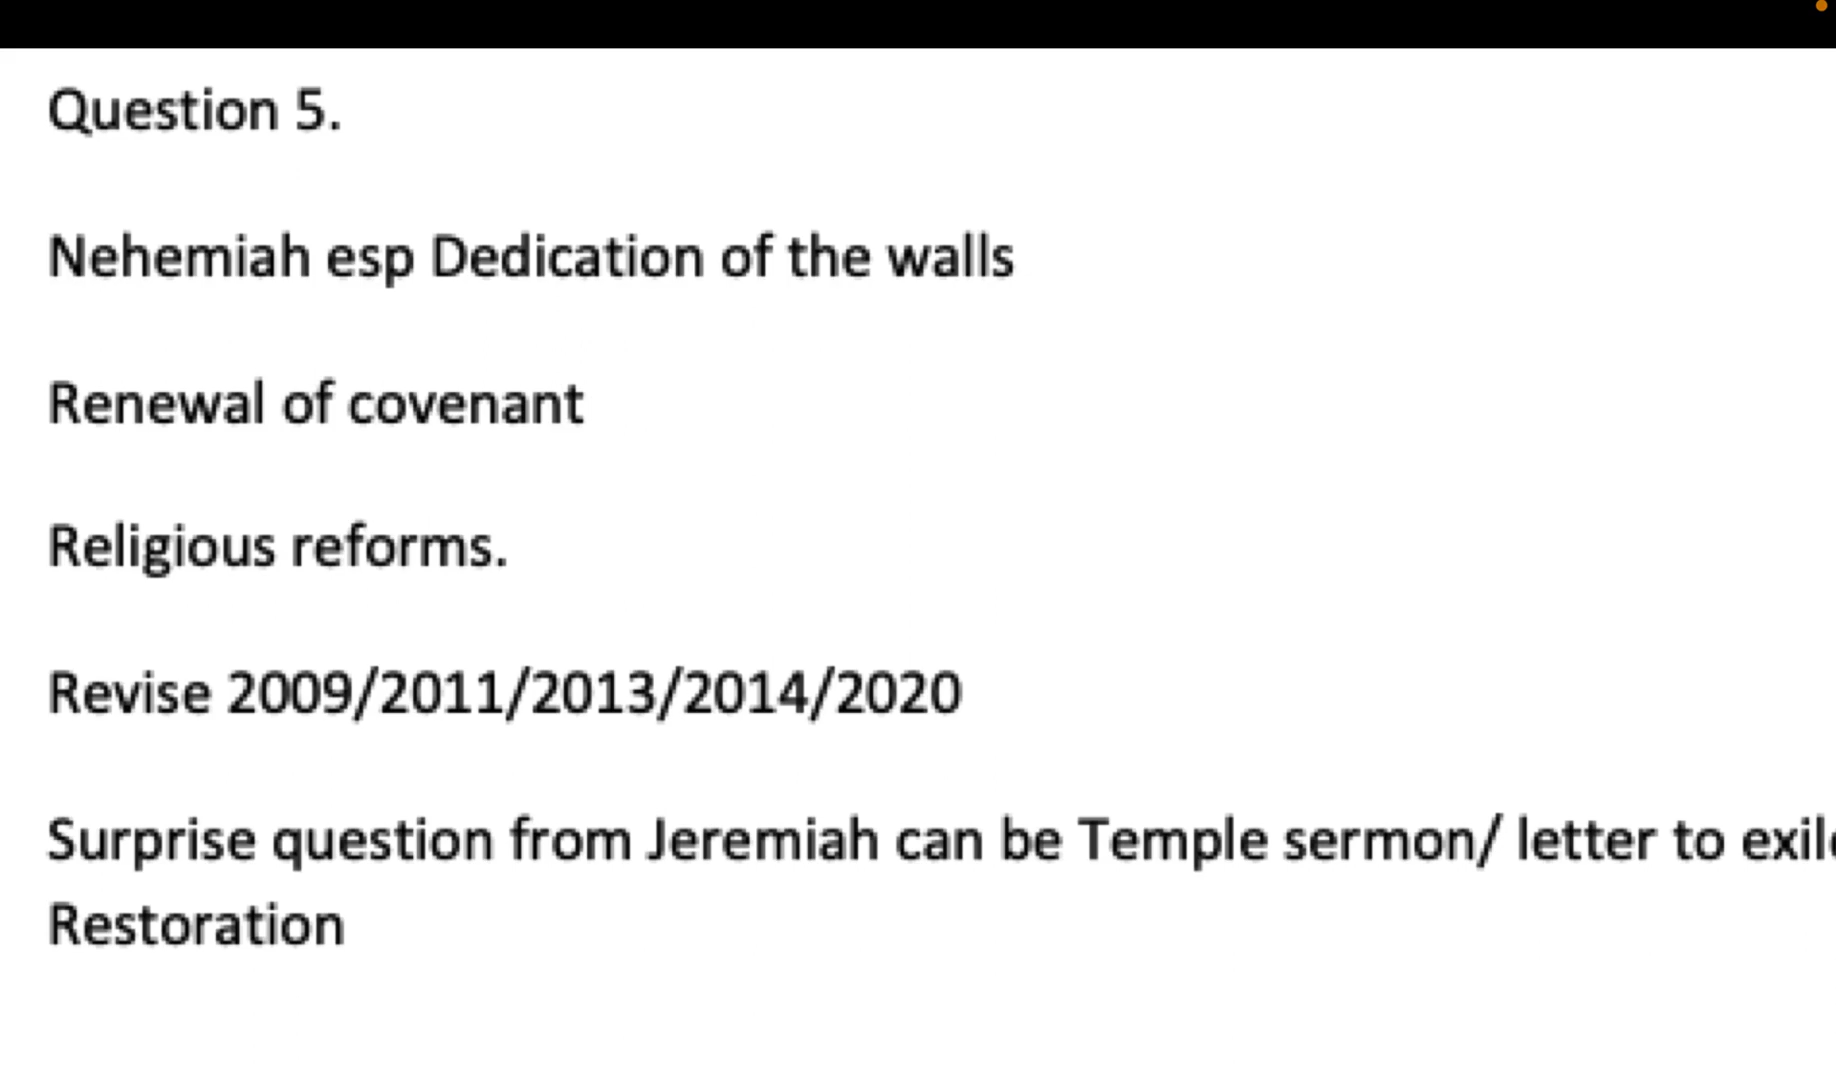 Question 5.
Nehemiah esp Dedication of the walls
Renewal of covenant
Religious reforms.
Revise 2009/2011/2013/2014/2020
Surprise question from Jeremiah can be Temple sermon/ letter to
Restoration